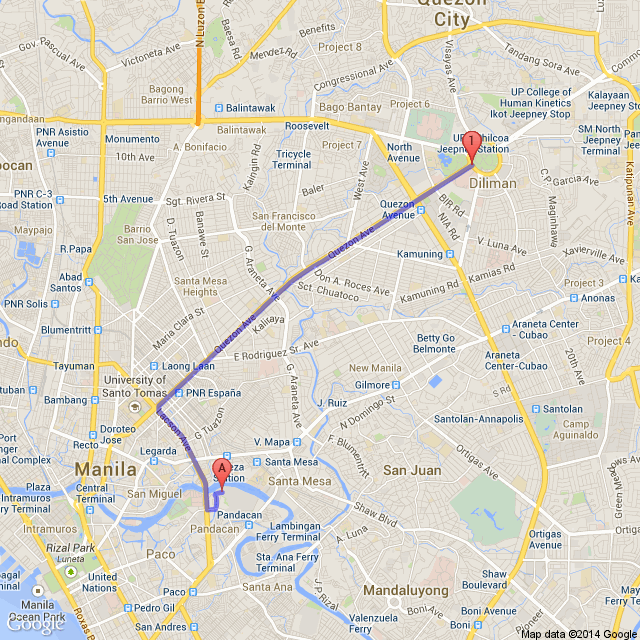 Quezon
City
Gov. Pascual Ave
N Luzon E
Benefits
Project 8
Mendez Rd
Baesa Rd
Victoneta Ave
Visayas Ave
Tandang Sora Ave
Congressional Ave
Bagong
Barrio West
Balintawak
Bago Bantay
Project 6
UP College of
Human Kinetics
Ikot Jeepney Stop
Kalayaan
Jeepney Stop
PNR Asistio
Avenue
Monumento
Balintawak
Roosevelt
North
Avenue
Jeepney Station
SM North
Jeepney
Terminal
10th Ave
A. Bonifacio
Kaingin Rd
Tricycle
Terminal
Project 7
West Ave
1
Diliman
C.P. Garcia Ave
Katipunan Ave
PNR C-3
Road
5th Avenue
Sgt. Rivera St
Baler
Quezon
Avenue
BIR Rd
NIA Rd
Maginhawa
Maypajo
R.Papa
Barrio
San Jose
D. Tuazon
Banawe St
San Francisco
del Monte
G. Araneta Ave
Quezon Ave
V. Luna Ave
Xavierville Ave
Kamuning
Abad
Santos
Santa Mesa
Heights
Don A. Roces Ave
Sct. Chuatoco
Kamuning Rd
Kamias Rd
Project 3
Anonas
PNR Solis
Blumentritt
Maria Clara St
Quezon Ave
Kaliraya
Betty Go
Belmonte
Araneta Center
- Cubao
Project 4
Tayuman
Laong Laan
E Rodriguez Sr. Ave
Araneta
Center-Cubao
20th Ave
University of
Santo Tomas
PNR España
G. Araneta Ave
New Manila
Gilmore
S Rd
Bambang
Lacson Ave
G Tuazon
J. Ruiz
N Domingo St
Santolan
Santolan-Annapolis
Doroteo
Recto Jose
Legarda
V. Mapa
F. Blumentritt
Camp
Aguinaldo
Manila
Central
Terminal
A
Station
Santa Mesa
San Juan
Ortigas Ave
San Miguel
Santa Mesa
Intramuros
Terminal
Intramuros
Pandacan
Pandacan
Shaw Blvd
Lambingan
Ferry Terminal
Ortigas
Avenue
Rizal Park
Luneta
Paco
A. Luna
Sta. Ana Ferry
Terminal
J. P. Rizal
United
Nations
Paco
Santa Ana
Mandaluyong
Shaw
Boulevard
Manila
Ocean Park
Roxas B
Pedro Gil
San Andres
Valenzuela
Ferry
Boni Ave
Boni
Pioneer
Google
Map data ©2014 Google